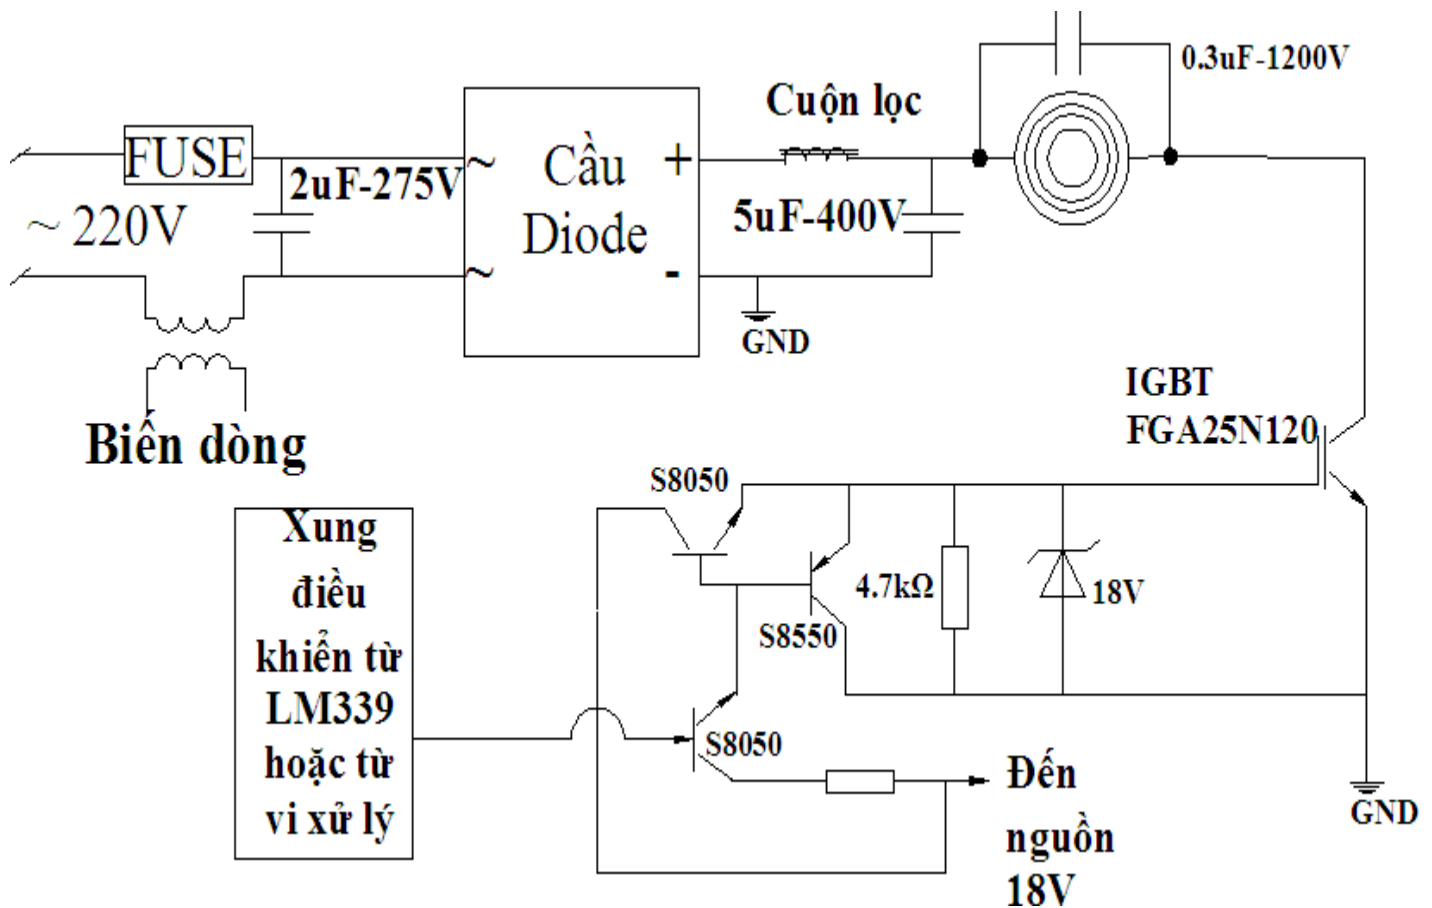 0.3uF-1200V
Cuộn lọc
FUSE
2uF-275V
~
+
Cầu
Diode
~ 220V
5uF-400V
~
-
GND
Biến dòng
IGBT
FGA25N120
S8050
Xung
điều
khiển từ
LM339
hoặc từ
vi xử lý
4.7kΩ
18V
S8550
S8050
Đến
nguồn
18V
GND